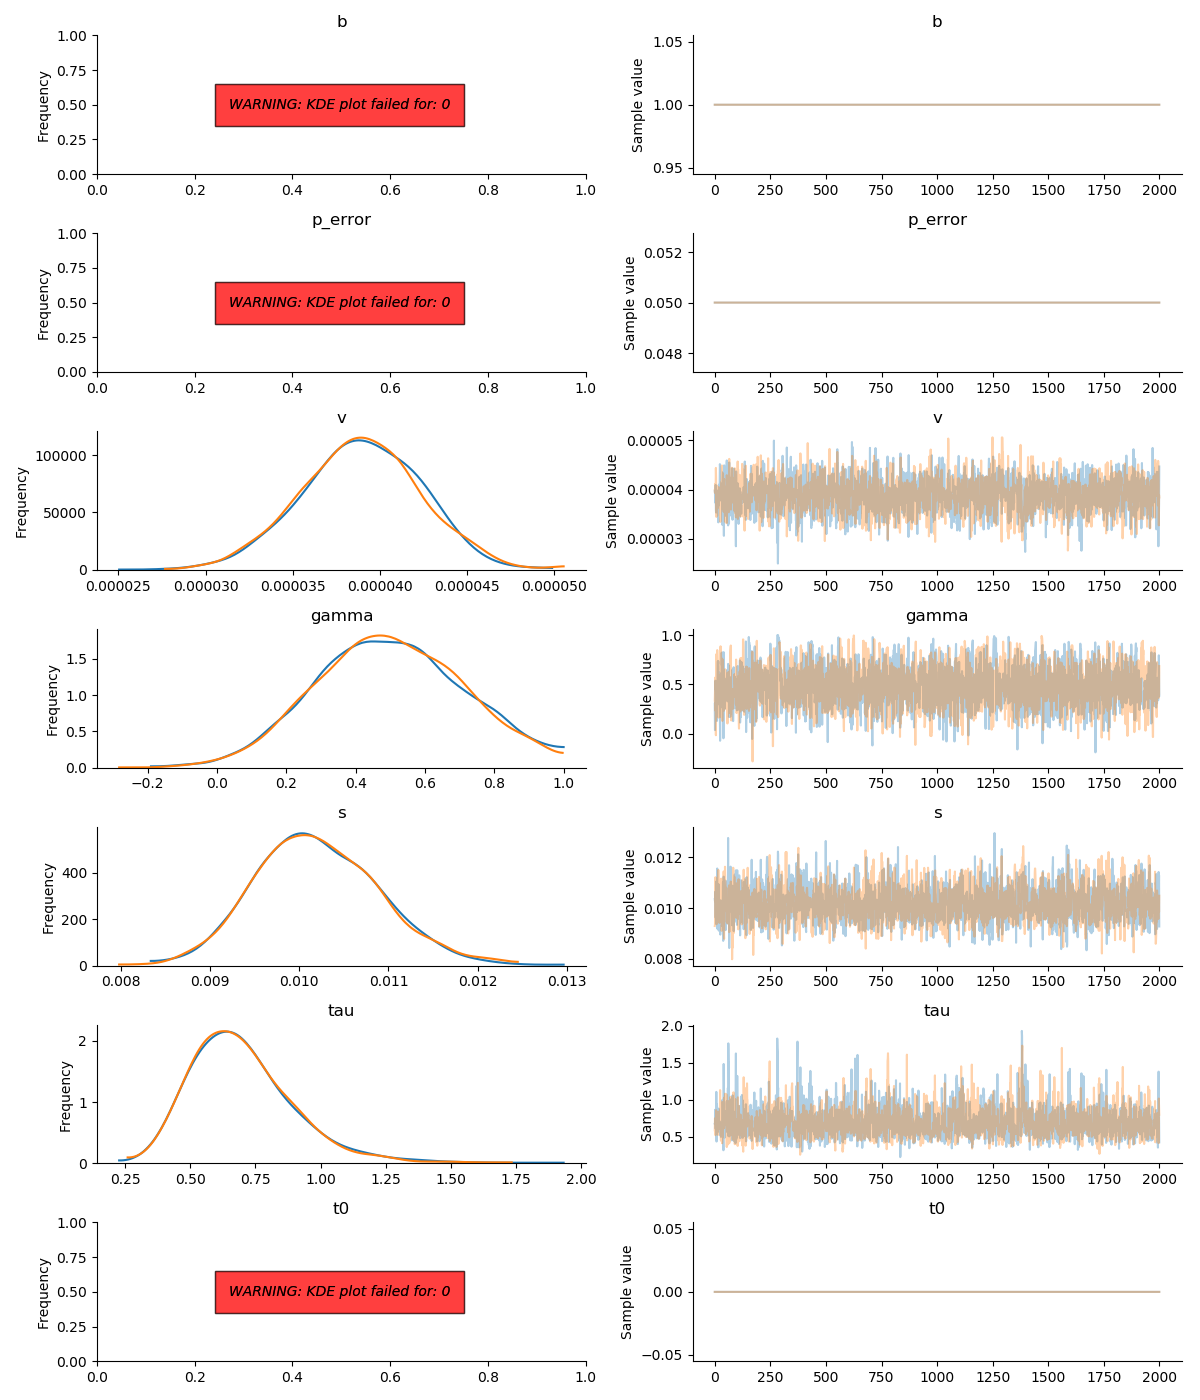 b
b
Frequency
1.00
0.75
0.50
0.25
0.00
WARNING: KDE plot failed for: 0
0.0 0.2 0.4 0.6 0.8 1.0
Sample value
1.05
1.00
0.95
0 250 500 750 1000 1250 1500 1750 2000
p_error
p_error
Frequency
1.00
0.75
0.50
0.25
0.00
WARNING: KDE plot failed for: 0
0.0 0.2 0.4 0.6 0.8 1.0
Sample value
0.052
0.050
0.048
0 250 500 750 1000 1250 1500 1750 2000
v
v
Frequency
100000
50000
0
0.000025 0.000030 0.000035 0.000040 0.000045 0.000050
Sample value
0.00005
0.00004
0.00003
0 250 500 750 1000 1250 1500 1750 2000
gamma
gamma
Frequency
1.5
1.0
0.5
0.0
−0.2 0.0 0.2 0.4 0.6 0.8 1.0
Sample value
1.0
0.5
0.0
0 250 500 750 1000 1250 1500 1750 2000
s
s
Frequency
400
200
0
0.008 0.009 0.010 0.011 0.012 0.013
Sample value
0.012
0.010
0.008
0 250 500 750 1000 1250 1500 1750 2000
tau
tau
Frequency
2
1
0
0.25 0.50 0.75 1.00 1.25 1.50 1.75 2.00
Sample value
2.0
1.5
1.0
0.5
0 250 500 750 1000 1250 1500 1750 2000
t0
t0
Frequency
1.00
0.75
0.50
0.25
0.00
WARNING: KDE plot failed for: 0
0.0 0.2 0.4 0.6 0.8 1.0
Sample value
0.05
0.00
−0.05
0 250 500 750 1000 1250 1500 1750 2000